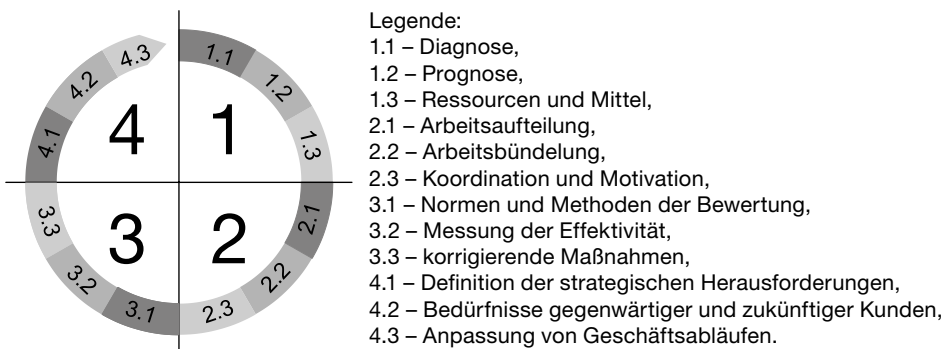 4.3
1.1
4.2
1.2
4
1
4.1
1.3
3.3
2.1
3
2
3.2
2.2
3.1
2.3
Legende:
1.1 – Diagnose,
1.2 – Prognose,
1.3 – Ressourcen und Mittel,
2.1 – Arbeitsaufteilung,
2.2 – Arbeitsbündelung,
2.3 – Koordination und Motivation,
3.1 – Normen und Methoden der Bewertung,
3.2 – Messung der Effektivität,
3.3 – korrigierende Maßnahmen,
4.1 – Definition der strategischen Herausforderungen,
4.2 – Bedürfnisse gegenwärtiger und zukünftiger Kunden,
4.3 – Anpassung von Geschäftsabläufen.